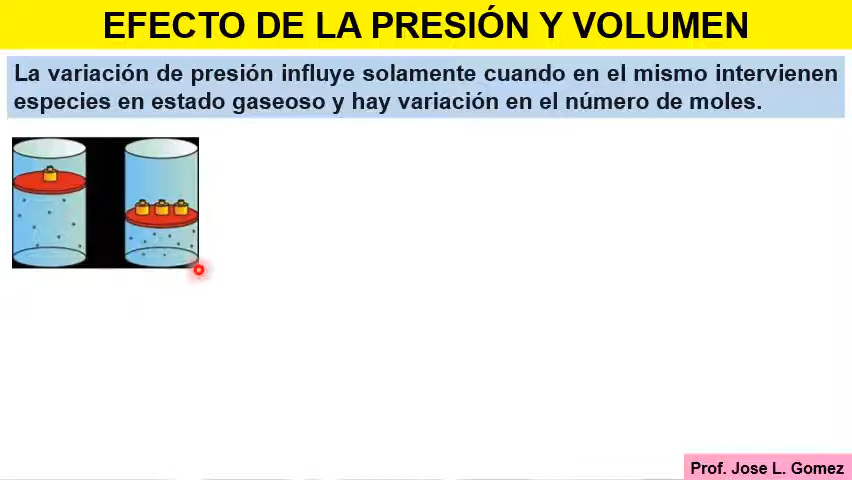 EFECTO DE LA PRESIÓN Y VOLUMEN
La variación de presión influye solamente cuando en el mismo intervienen
especies en estado gaseoso y hay variación en el número de moles.
Prof. Jose L. Gomez